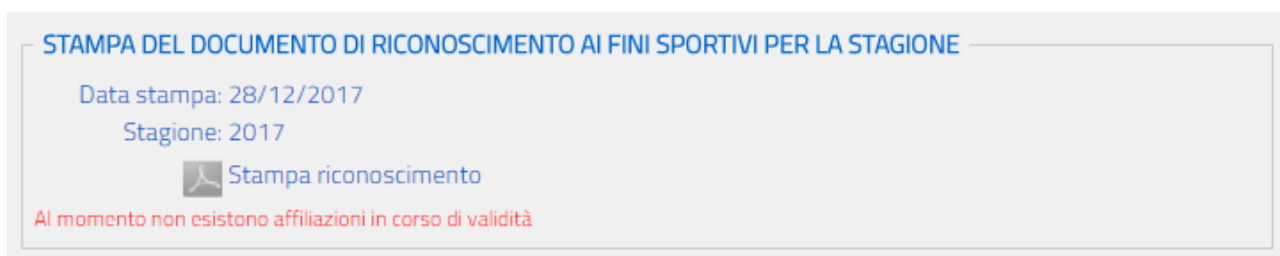 STAMPA DEL DOCUMENTO DI RICONOSCIMENTO AI FINI SPORTIVI PER LA STAGIONE
Data stampa: 28/12/2017
Stagione: 2017
Stampa riconoscimento
Al momento non esistono affiliazioni in corso di validità